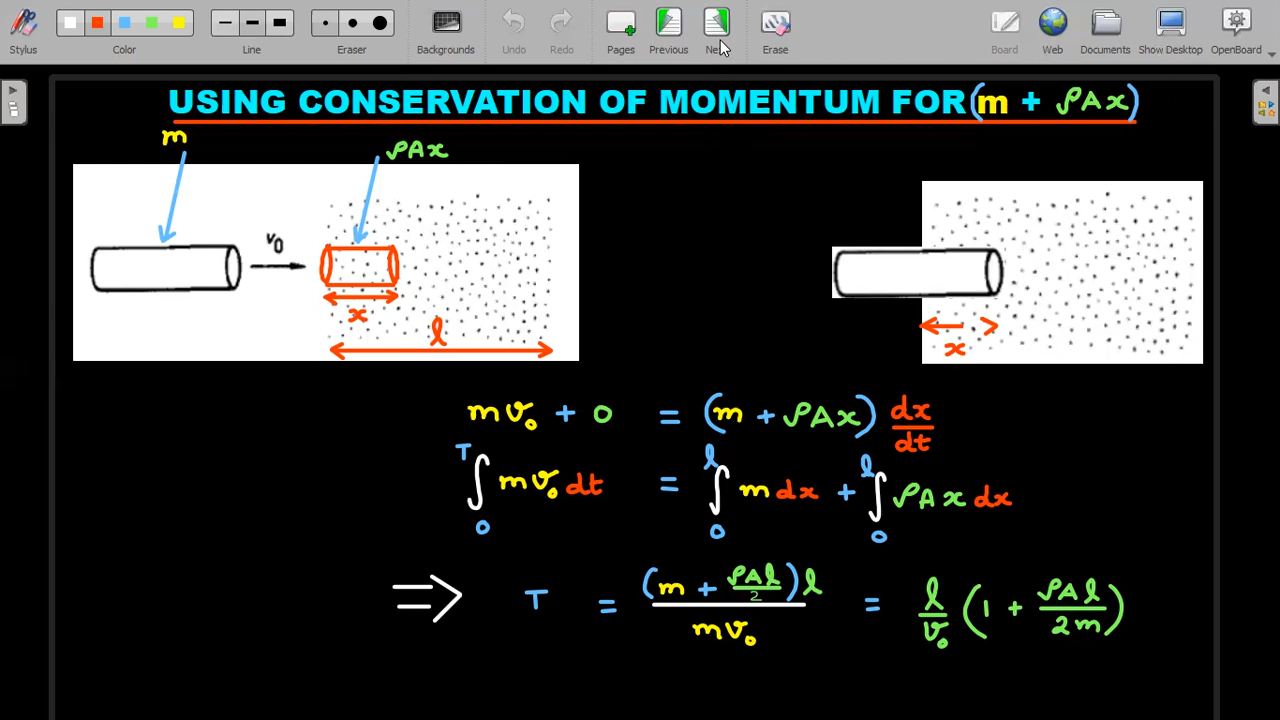 Stylus Color Line Eraser Backgrounds Undo Redo Pages Previous Next Erase Board Web Documents Show Desktop OpenBoard
USING CONSERVATION OF MOMENTUM FOR (m + ρAx)
m
ρAx
v₀
x
l
x
mv₀ + 0 = (m + ρAx) dx/dt
∫₀ᵀ mv₀ dt = ∫₀ˡ m dx + ∫₀ˡ ρAx dx
⇒ T = (m + ρAl/2)l / mv₀ = l/v₀ (1 + ρAl/2m)